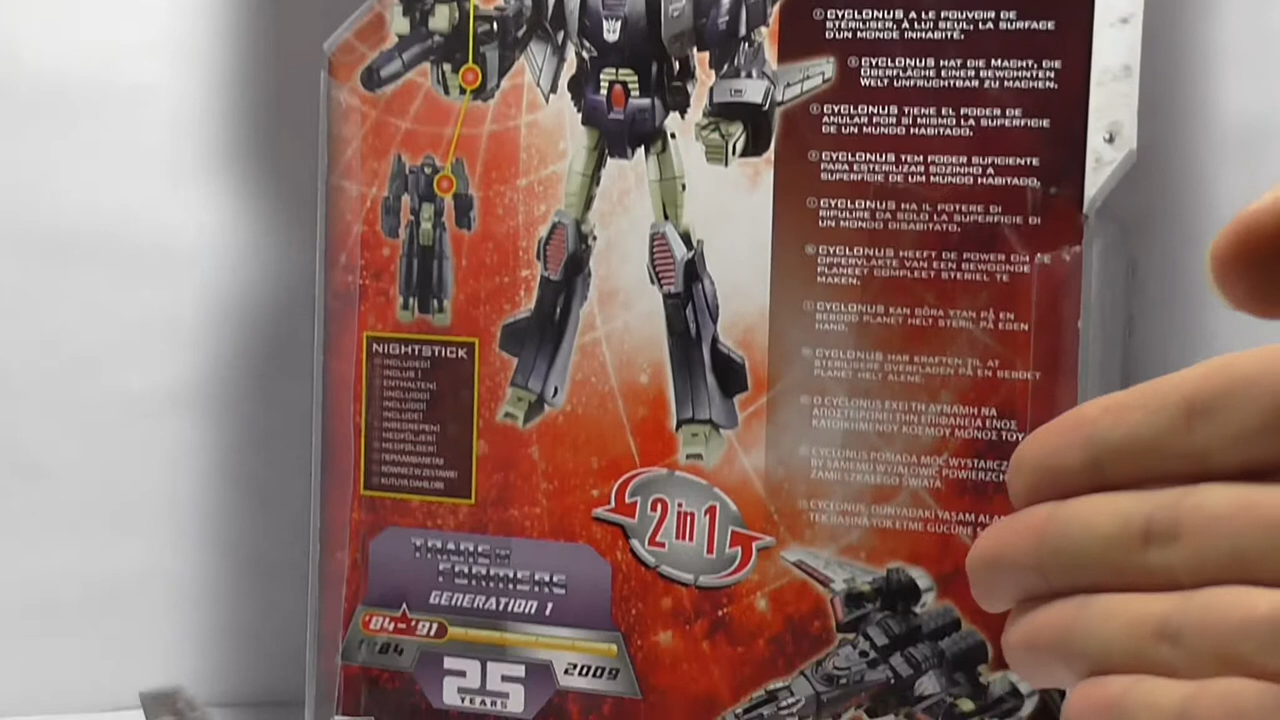 CYCLONUS A LE POUVOIR DE
STÉRILISER, À LUI SEUL, LA SURFACE
D'UN MONDE INHABITÉ.
CYCLONUS HAT DIE MACHT, DIE
OBERFLÄCHE EINER BEWOHNTEN
WELT UNFRUCHTBAR ZU MACHEN.
CYCLONUS TIENE EL PODER DE
ANULAR POR SÍ MISMO LA SUPERFICIE
DE UN MUNDO HABITADO.
CYCLONUS TEM PODER SUFICIENTE
PARA ESTERILIZAR SOZINHO A
SUPERFÍCIE DE UM MUNDO HABITADO.
CYCLONUS HA IL POTERE DI
RIPULIRE DA SOLO LA SUPERFICIE DI
UN MONDO DISABITATO.
CYCLONUS HEEFT DE POWER OM DE
OPPERVLAKTE VAN EEN BEWOONDE
PLANEET COMPLEET STERIEL TE
MAKEN.
CYCLONUS KAN GÖRA YTAN PÅ EN
BEBODD PLANET HELT STERIL PÅ EGEN
HAND.
CYCLONUS HAR KRAFTEN TIL AT
STERILISERE OVERFLADEN PÅ EN BEBOET
PLANET HELT ALENE.
Ο CYCLONUS ΕΧΕΙ ΤΗ ΔΥΝΑΜΗ ΝΑ
ΑΠΟΣΤΕΙΡΩΝΕΙ ΤΗΝ ΕΠΙΦΑΝΕΙΑ ΕΝΟΣ
ΚΑΤΟΙΚΗΜΕΝΟΥ ΚΟΣΜΟΥ ΜΟΝΟΣ ΤΟΥ
CYCLONUS POSIADA MOC WYSTARCZ
BY SAMEMU WYJAŁOWIĆ POWIERZCH
ZAMIESZKAŁEGO ŚWIATA
CYCLONUS, DÜNYADAKİ YAŞAM ALA
TEK BAŞINA YOK ETME GÜCÜNE
NIGHTSTICK
INCLUDED!
INCLUS !
ENTHALTEN!
¡INCLUIDO!
INCLUÍDO!
INCLUDE!
INBEGREPEN!
MEDFÖLJER!
MEDFØLGER!
ΠΕΡΙΛΑΜΒΑΝΕΤΑΙ!
RÓWNIEŻ W ZESTAWIE!
KUTUYA DAHİLDİR!
2 in 1
TRANSFORMERS
GENERATION 1
'84-'91
1984
2009
25
YEARS